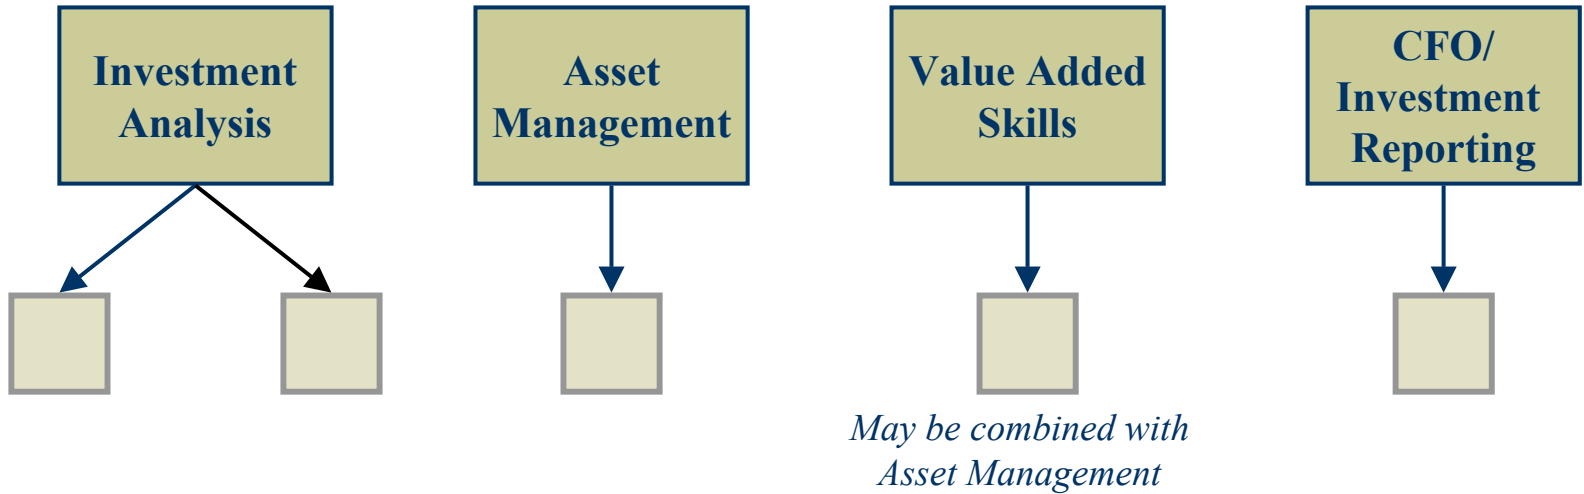 Investment
Analysis
Asset
Management
Value Added
Skills
CFO/
Investment
Reporting
May be combined with
Asset Management